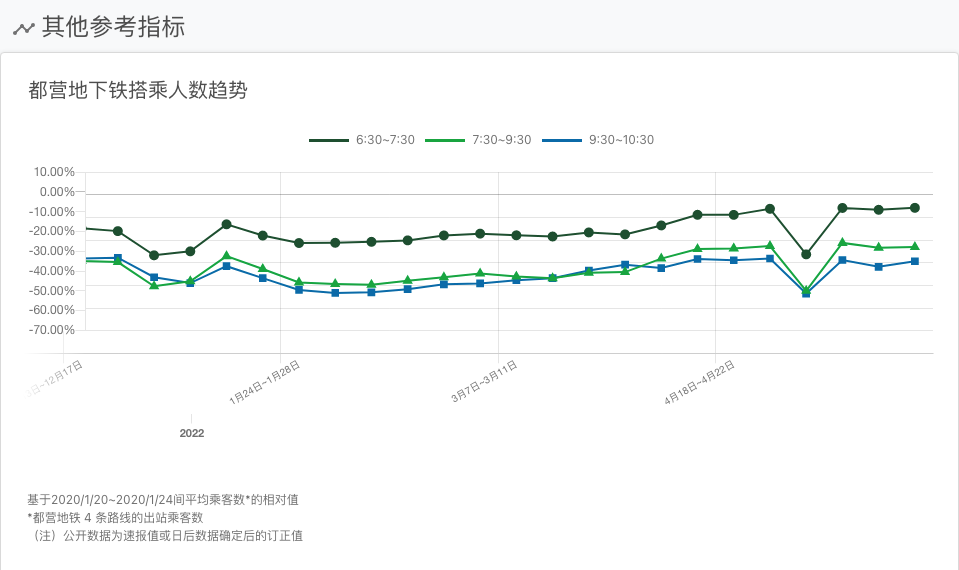 其他参考指标
都营地下铁搭乘人数趋势
6:30~7:30 7:30~9:30 9:30~10:30
10.00%
0.00%
-10.00%
-20.00%
-30.00%
-40.00%
-50.00%
-60.00%
-70.00%
日~12月17日 1月24日~1月28日 3月7日~3月11日 4月18日~4月22日
2022
基于2020/1/20~2020/1/24间平均乘客数*的相对值
*都营地铁 4 条路线的出站乘客数
（注）公开数据为速报值或日后数据确定后的订正值